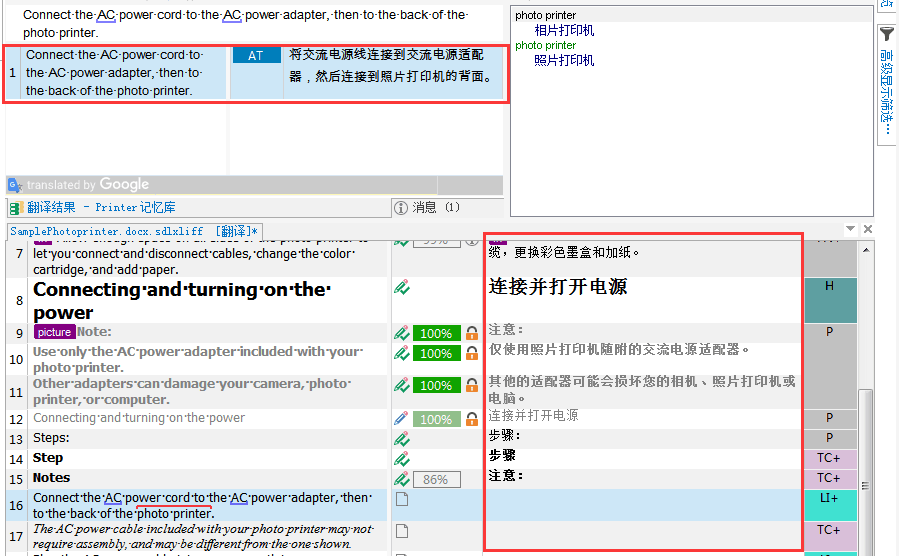 Connect the AC power cord to the AC power adapter, then to the back of the
photo printer.
1
Connect the AC power cord to
the AC power adapter, then to
the back of the photo printer.
AT
将交流电源线连接到交流电源适配
器，然后连接到照片打印机的背面。
translated by Google
photo printer
相片打印机
photo printer
照片打印机
高级显示筛选…
翻译结果 - Printer记忆库
消息 (1)
SamplePhotoprinter.docx.sdlxliff [翻译]*
7
let you connect and disconnect cables, change the color
cartridge, and add paper.
缆，更换彩色墨盒和加纸。
8
Connecting and turning on the
power
连接并打开电源
H
9
picture Note:
100%
注意：
P
10
Use only the AC power adapter included with your
photo printer.
100%
仅使用照片打印机随附的交流电源适配器。
11
Other adapters can damage your camera, photo
printer, or computer.
100%
其他的适配器可能会损坏您的相机、照片打印机或
电脑。
12
Connecting and turning on the power
100%
连接并打开电源
P
13
Steps:
步骤：
P
14
Step
步骤
TC+
15
Notes
86%
注意：
TC+
16
Connect the AC power cord to the AC power adapter, then
to the back of the photo printer.
LI+
17
The AC power cable included with your photo printer may not
require assembly, and may be different from the one shown.
TC+